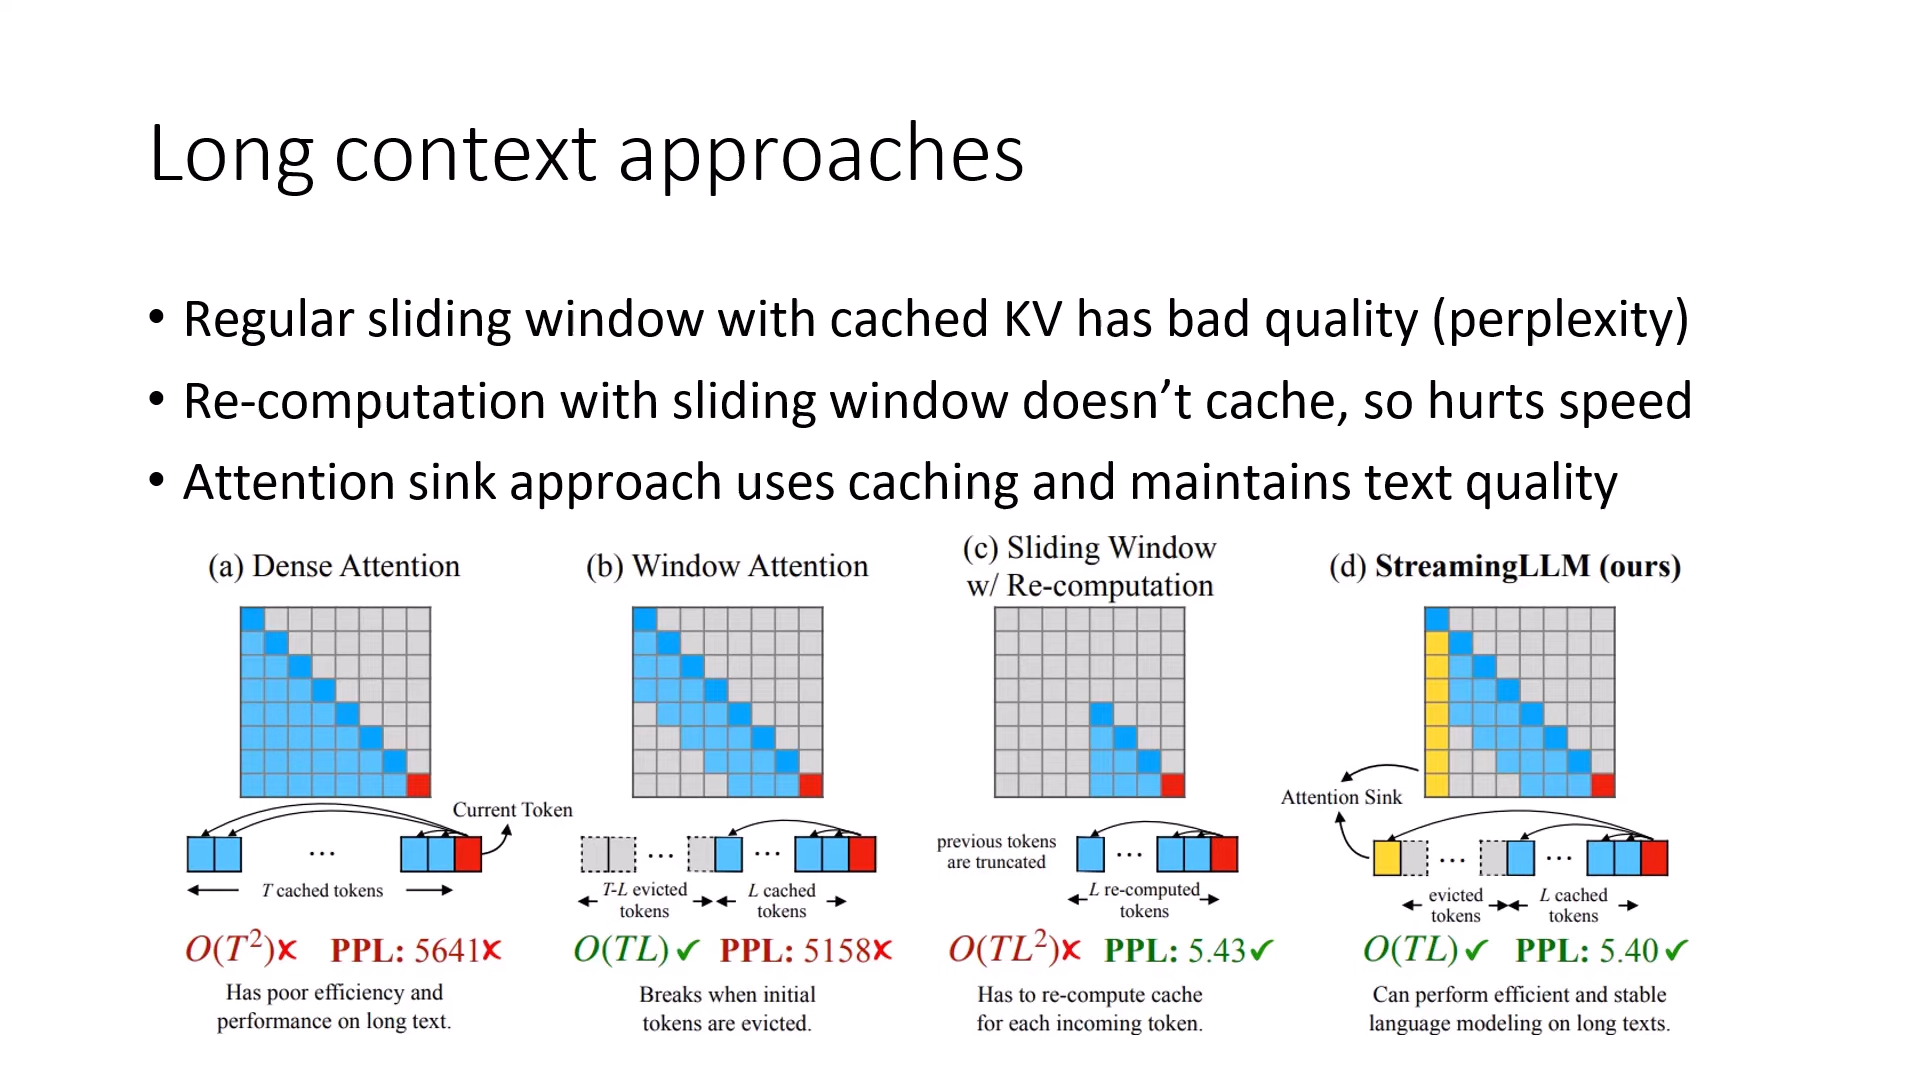 Long context approaches
• Regular sliding window with cached KV has bad quality (perplexity)
• Re-computation with sliding window doesn’t cache, so hurts speed
• Attention sink approach uses caching and maintains text quality
(a) Dense Attention
Current Token
...
T cached tokens
O(T²)✗ PPL: 5641✗
Has poor efficiency and
performance on long text.
(b) Window Attention
... ...
T-L evicted
tokens
L cached
tokens
O(TL)✓ PPL: 5158✗
Breaks when initial
tokens are evicted.
(c) Sliding Window
w/ Re-computation
previous tokens
are truncated
...
L re-computed
tokens
O(TL²)✗ PPL: 5.43✓
Has to re-compute cache
for each incoming token.
(d) StreamingLLM (ours)
Attention Sink
... ...
evicted
tokens
L cached
tokens
O(TL)✓ PPL: 5.40✓
Can perform efficient and stable
language modeling on long texts.